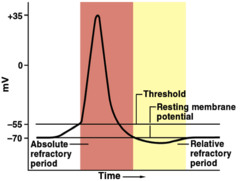 +35
0
mV
Threshold
−55
Resting membrane
potential
−70
Absolute
refractory
period
Relative
refractory
period
Time